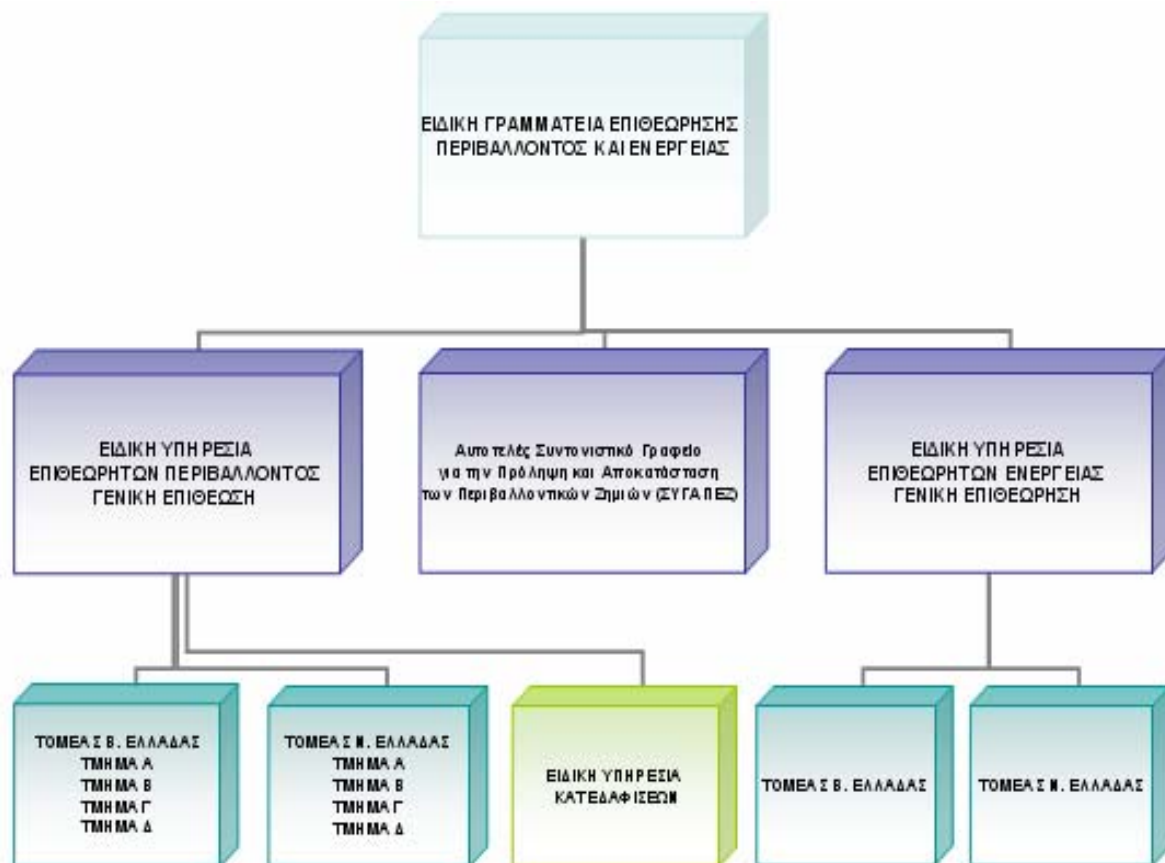 ΕΙΔΙΚΗ ΓΡΑΜΜΑΤΕΙΑ ΕΠΙΘΕΩΡΗΣΗΣ
ΠΕΡΙΒΑΛΛΟΝΤΟΣ ΚΑΙ ΕΝΕΡΓΕΙΑΣ
ΕΙΔΙΚΗ ΥΠΗΡΕΣΙΑ
ΕΠΙΘΕΩΡΗΤΩΝ ΠΕΡΙΒΑΛΛΟΝΤΟΣ
ΓΕΝΙΚΗ ΕΠΙΘΕΩΣΗ
Αυτοτελές Συντονιστικό Γραφείο
για την Πρόληψη και Αποκατάσταση
των Περιβαλλοντικών Ζημιών (ΣΥΓΑΠΕΖ)
ΕΙΔΙΚΗ ΥΠΗΡΕΣΙΑ
ΕΠΙΘΕΩΡΗΤΩΝ ΕΝΕΡΓΕΙΑΣ
ΓΕΝΙΚΗ ΕΠΙΘΕΩΡΗΣΗ
ΤΟΜΕΑΣ Β. ΕΛΛΑΔΑΣ
ΤΜΗΜΑ Α
ΤΜΗΜΑ Β
ΤΜΗΜΑ Γ
ΤΜΗΜΑ Δ
ΤΟΜΕΑΣ Ν. ΕΛΛΑΔΑΣ
ΤΜΗΜΑ Α
ΤΜΗΜΑ Β
ΤΜΗΜΑ Γ
ΤΜΗΜΑ Δ
ΕΙΔΙΚΗ ΥΠΗΡΕΣΙΑ
ΚΑΤΕΔΑΦΙΣΕΩΝ
ΤΟΜΕΑΣ Β. ΕΛΛΑΔΑΣ
ΤΟΜΕΑΣ Ν. ΕΛΛΑΔΑΣ